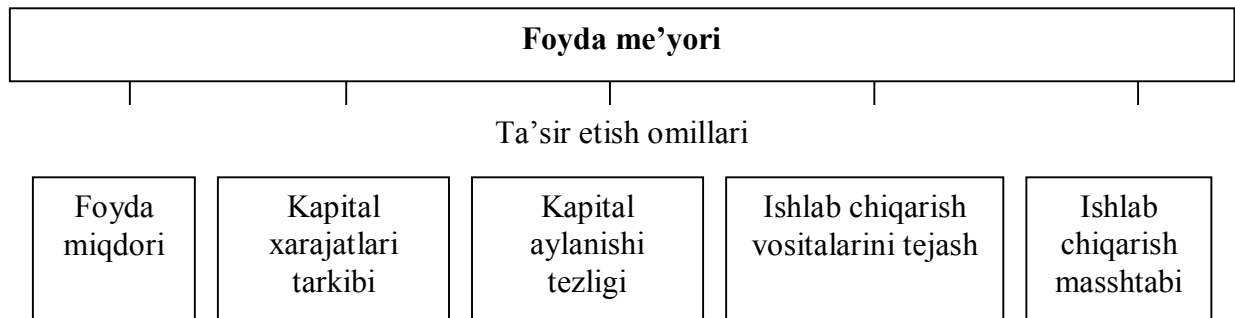 Foyda me’yori
Ta’sir etish omillari
Foyda
miqdori
Kapital
xarajatlari
tarkibi
Kapital
aylanishi
tezligi
Ishlab chiqarish
vositalarini tejash
Ishlab
chiqarish
masshtabi